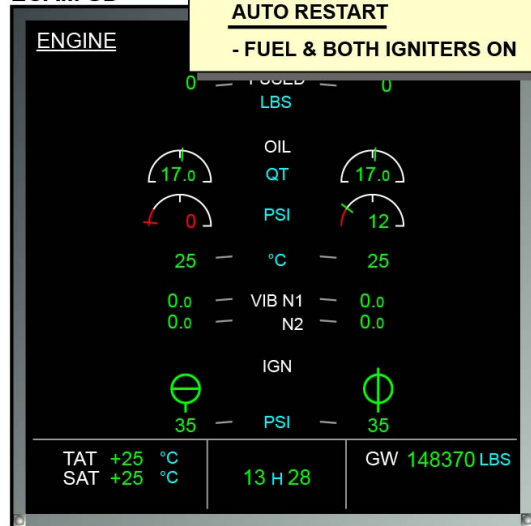 AUTO RESTART
- FUEL & BOTH IGNITERS ON
ENGINE
0 0
LBS
OIL
17.0 QT 17.0
0 PSI 12
25 °C 25
0.0 VIB N1 0.0
0.0 N2 0.0
IGN
35 PSI 35
TAT +25 °C
SAT +25 °C
13 H 28
GW 148370 LBS